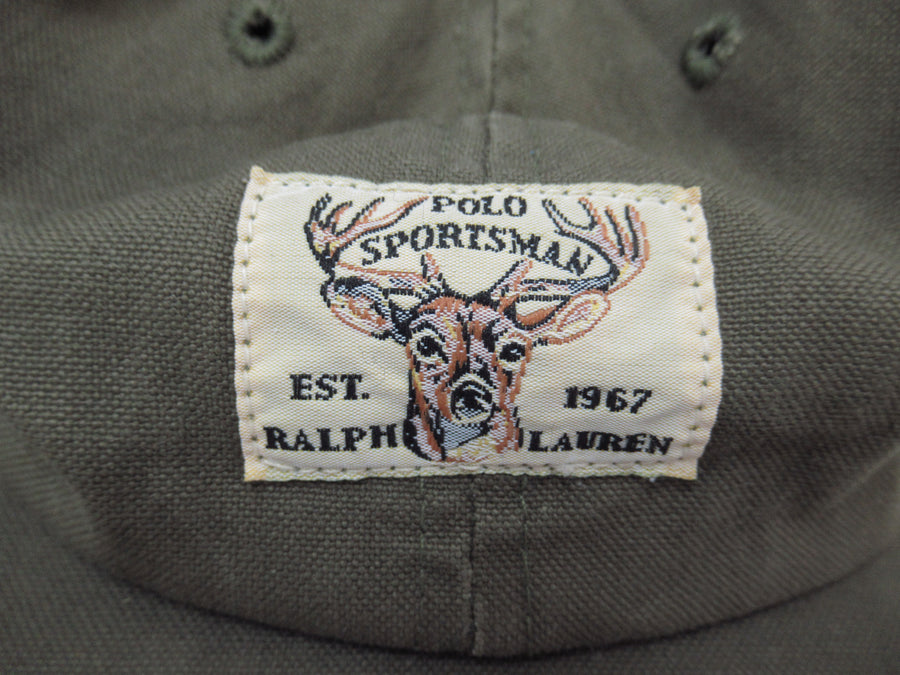 POLO
SPORTSMAN
EST. 1967
RALPH LAUREN